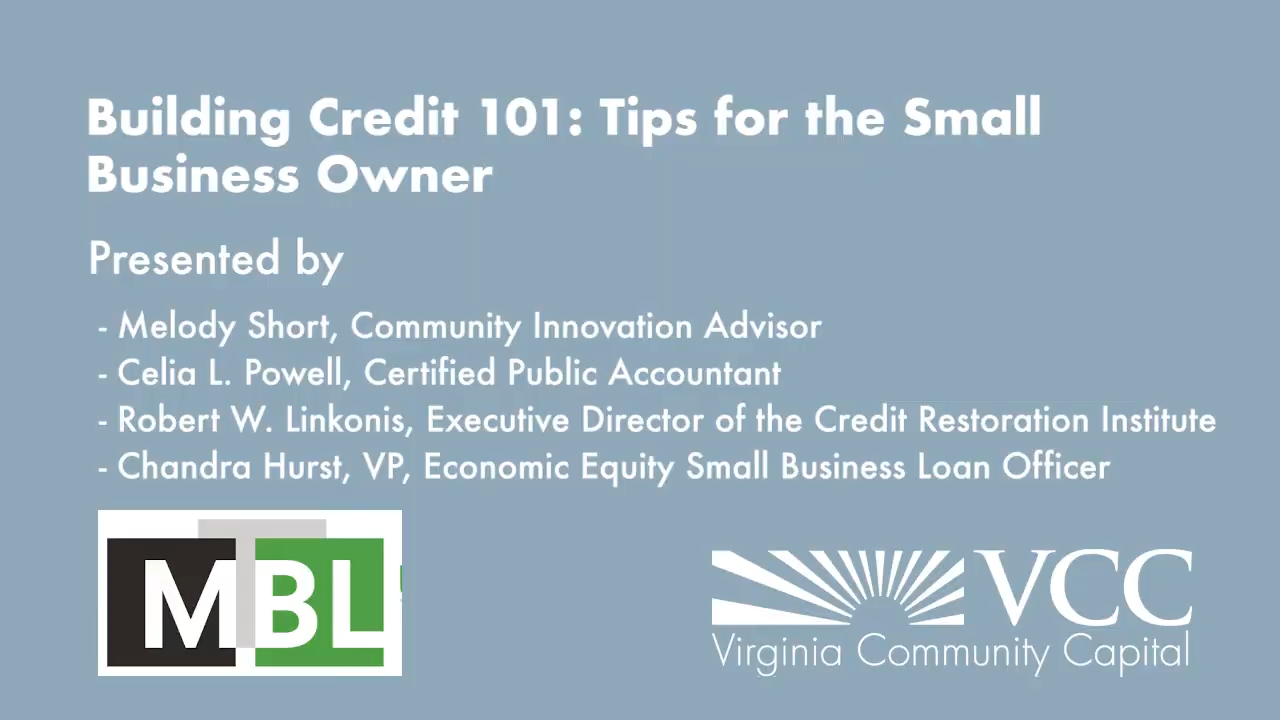 Building Credit 101: Tips for the Small
Business Owner
Presented by
- Melody Short, Community Innovation Advisor
- Celia L. Powell, Certified Public Accountant
- Robert W. Linkonis, Executive Director of the Credit Restoration Institute
- Chandra Hurst, VP, Economic Equity Small Business Loan Officer
MTBL
VCC
Virginia Community Capital